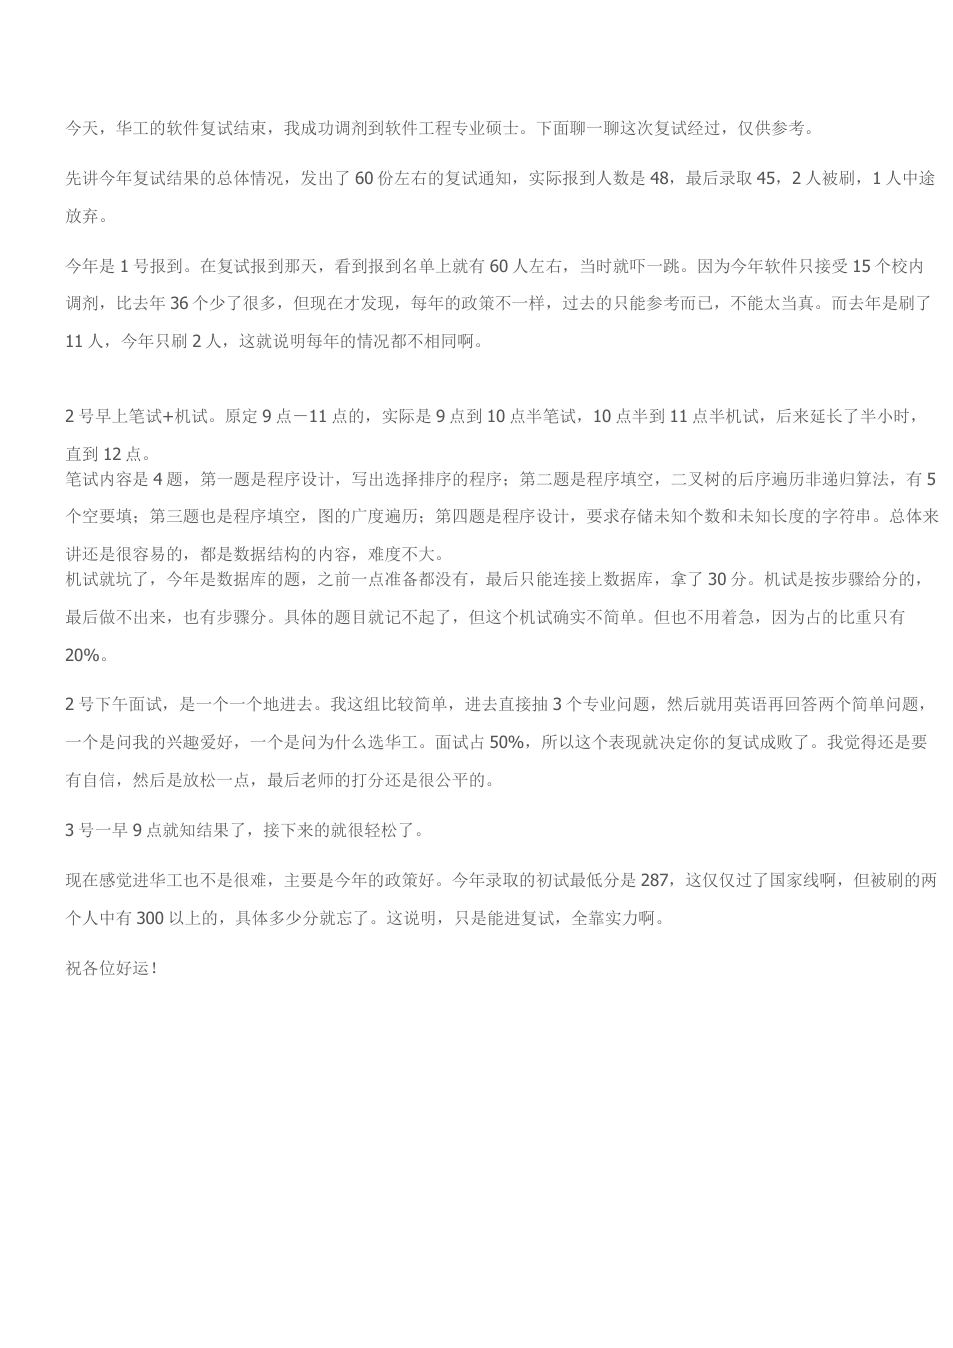 今天，华工的软件复试结束，我成功调剂到软件工程专业硕士。下面聊一聊这次复试经过，仅供参考。
先讲今年复试结果的总体情况，发出了 60 份左右的复试通知，实际报到人数是 48，最后录取 45，2 人被刷，1 人中途
放弃。
今年是 1 号报到。在复试报到那天，看到报到名单上就有 60 人左右，当时就吓一跳。因为今年软件只接受 15 个校内
调剂，比去年 36 个少了很多，但现在才发现，每年的政策不一样，过去的只能参考而已，不能太当真。而去年是刷了
11 人，今年只刷 2 人，这就说明每年的情况都不相同啊。
2 号早上笔试+机试。原定 9 点－11 点的，实际是 9 点到 10 点半笔试，10 点半到 11 点半机试，后来延长了半小时，
直到 12 点。
笔试内容是 4 题，第一题是程序设计，写出选择排序的程序；第二题是程序填空，二叉树的后序遍历非递归算法，有 5
个空要填；第三题也是程序填空，图的广度遍历；第四题是程序设计，要求存储未知个数和未知长度的字符串。总体来
讲还是很容易的，都是数据结构的内容，难度不大。
机试就坑了，今年是数据库的题，之前一点准备都没有，最后只能连接上数据库，拿了 30 分。机试是按步骤给分的，
最后做不出来，也有步骤分。具体的题目就记不起了，但这个机试确实不简单。但也不用着急，因为占的比重只有
20%。
2 号下午面试，是一个一个地进去。我这组比较简单，进去直接抽 3 个专业问题，然后就用英语再回答两个简单问题，
一个是问我的兴趣爱好，一个是问为什么选华工。面试占 50%，所以这个表现就决定你的复试成败了。我觉得还是要
有自信，然后是放松一点，最后老师的打分还是很公平的。
3 号一早 9 点就知结果了，接下来的就很轻松了。
现在感觉进华工也不是很难，主要是今年的政策好。今年录取的初试最低分是 287，这仅仅过了国家线啊，但被刷的两
个人中有 300 以上的，具体多少分就忘了。这说明，只是能进复试，全靠实力啊。
祝各位好运！